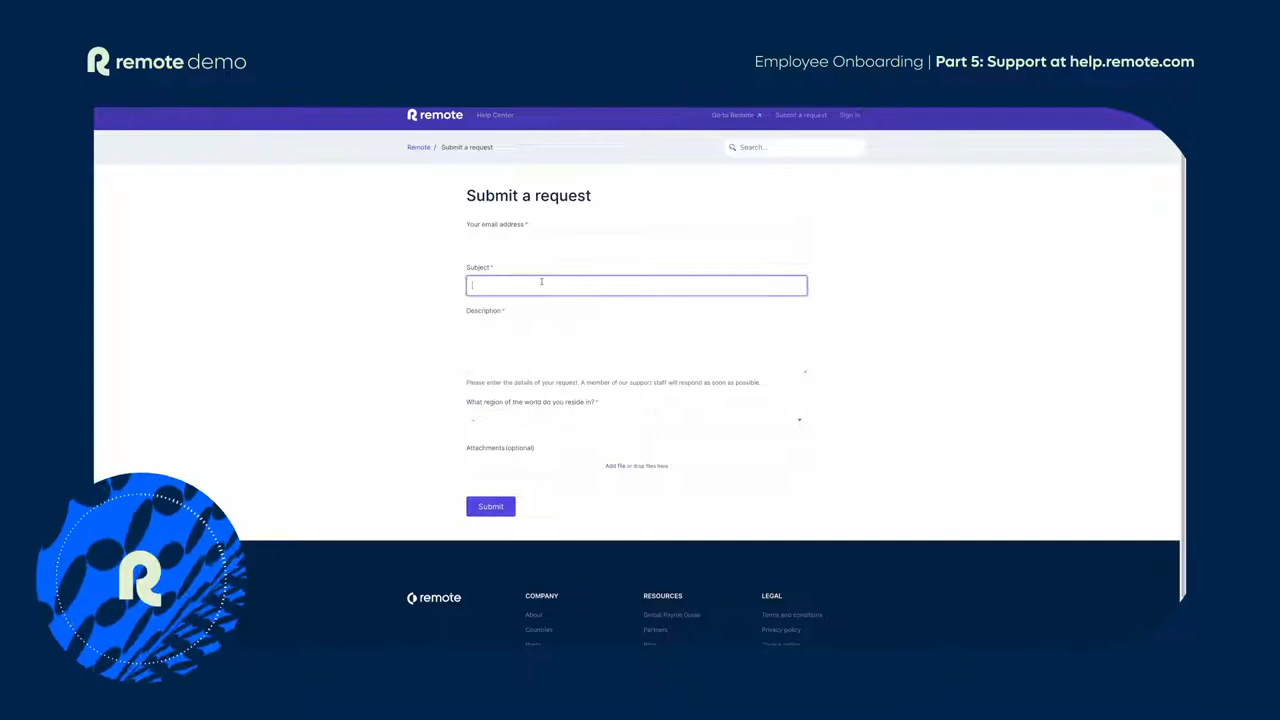 remote demo
Employee Onboarding | Part 5: Support at help.remote.com
remote Help Center Go to Remote Submit a request Sign in
Remote / Submit a request Search...
Submit a request
Your email address *
Subject *
Description *
Please enter the details of your request. A member of our support staff will respond as soon as possible.
What region of the world do you reside in? *
-
Attachments (optional)
Add file or drop files here
Submit
R
remote COMPANY RESOURCES LEGAL
About Global Payroll Guide Terms and conditions
Countries Partners Privacy policy